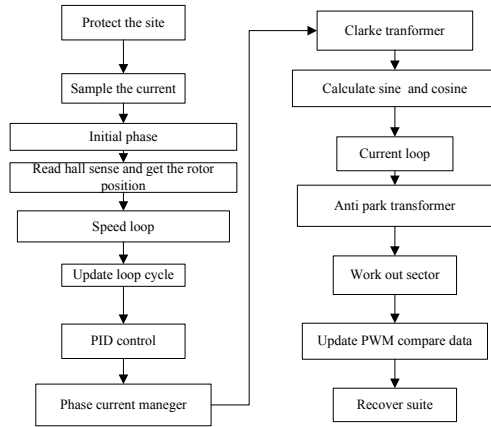 Protect the site
Sample the current
Initial phase
Read hall sense and get the rotor
position
Speed loop
Update loop cycle
PID control
Phase current maneger
Clarke tranformer
Calculate sine and cosine
Current loop
Anti park transformer
Work out sector
Update PWM compare data
Recover suite